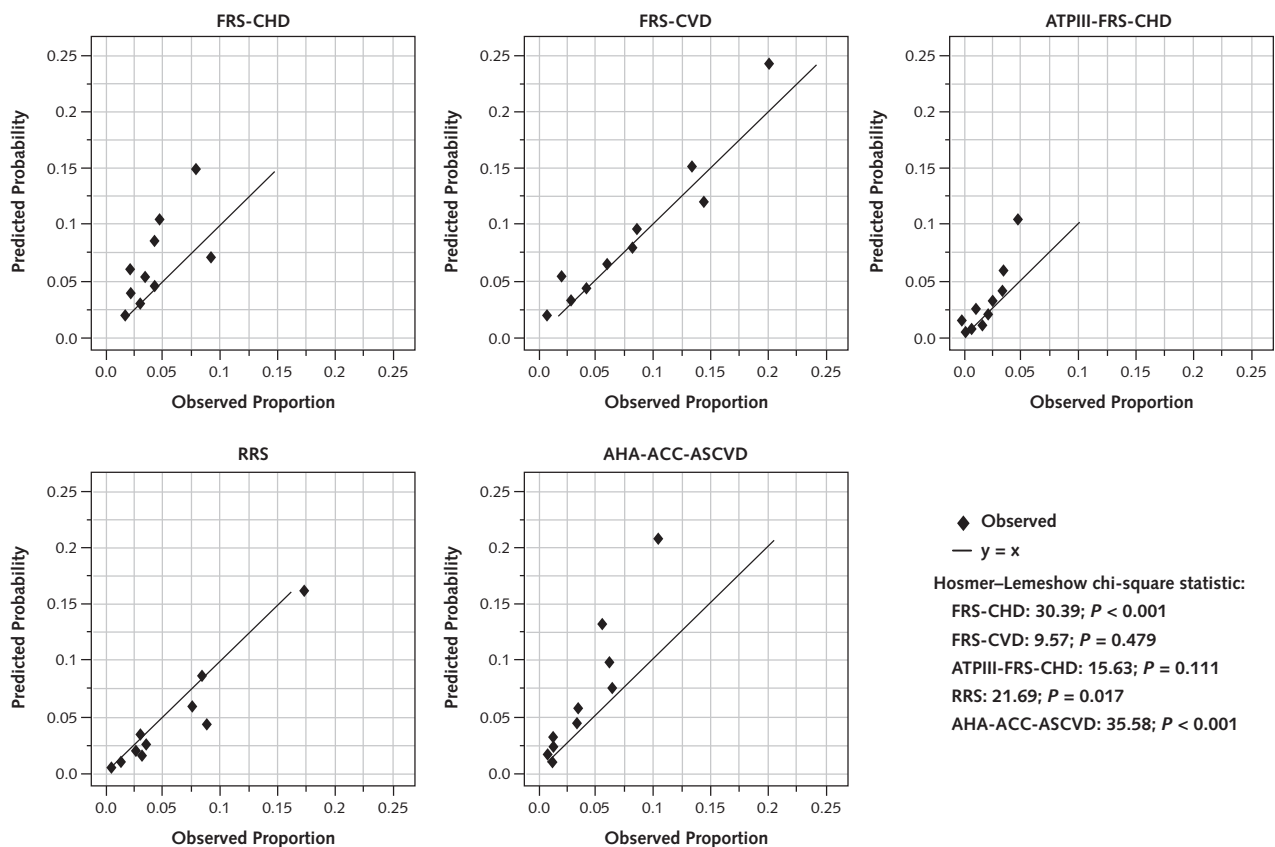 FRS-CHD
FRS-CVD
ATPIII-FRS-CHD
Predicted Probability
0.25
0.2
0.15
0.1
0.05
0.0
0.0 0.05 0.1 0.15 0.2 0.25
Observed Proportion
Predicted Probability
0.25
0.2
0.15
0.1
0.05
0.0
0.0 0.05 0.1 0.15 0.2 0.25
Observed Proportion
Predicted Probability
0.25
0.2
0.15
0.1
0.05
0.0
0.0 0.05 0.1 0.15 0.2 0.25
Observed Proportion
RRS
AHA-ACC-ASCVD
Predicted Probability
0.25
0.2
0.15
0.1
0.05
0.0
0.0 0.05 0.1 0.15 0.2 0.25
Observed Proportion
Predicted Probability
0.25
0.2
0.15
0.1
0.05
0.0
0.0 0.05 0.1 0.15 0.2 0.25
Observed Proportion
Observed
y = x
Hosmer–Lemeshow chi-square statistic:
FRS-CHD: 30.39; P < 0.001
FRS-CVD: 9.57; P = 0.479
ATPIII-FRS-CHD: 15.63; P = 0.111
RRS: 21.69; P = 0.017
AHA-ACC-ASCVD: 35.58; P < 0.001